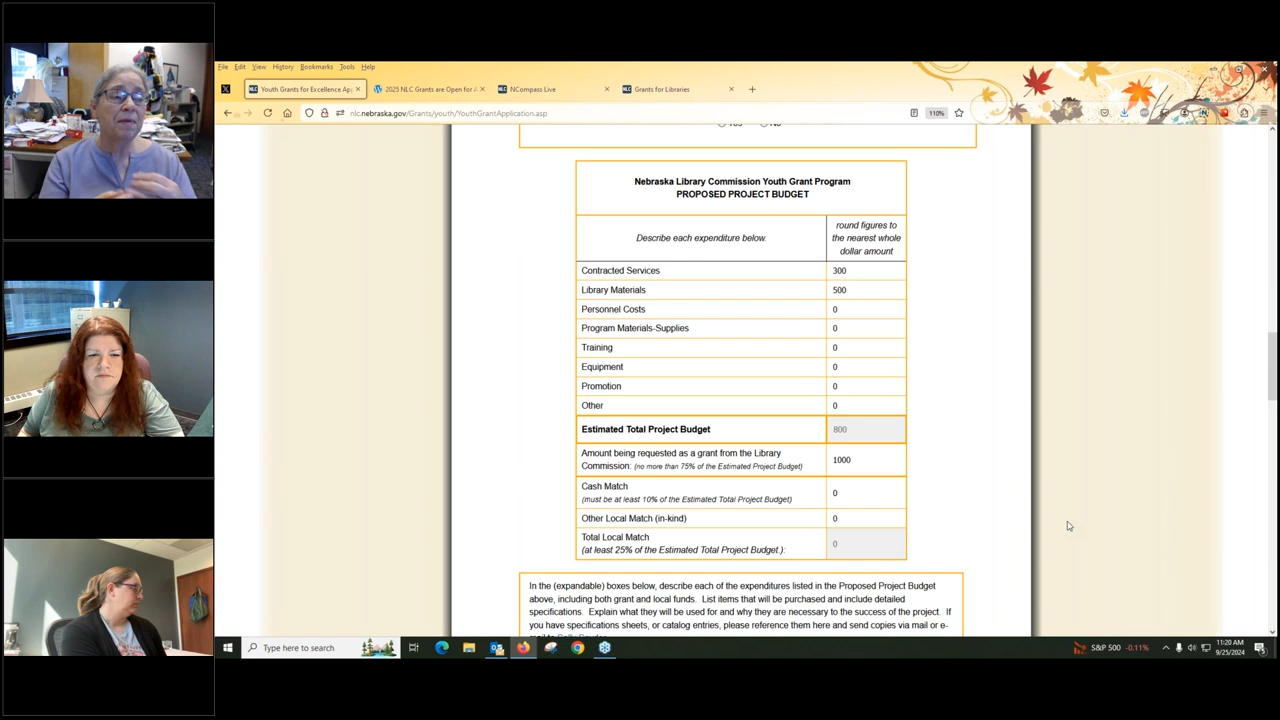 File Edit View History Bookmarks Tools Help
Youth Grants for Excellence Ap
2025 NLC Grants are Open for
NCompass Live
Grants for Libraries
nlc.nebraska.gov/Grants/youth/YouthGrantApplication.asp
110%
Yes No
Nebraska Library Commission Youth Grant Program
PROPOSED PROJECT BUDGET
Describe each expenditure below.
round figures to
the nearest whole
dollar amount
Contracted Services 300
Library Materials 500
Personnel Costs 0
Program Materials-Supplies 0
Training 0
Equipment 0
Promotion 0
Other 0
Estimated Total Project Budget 800
Amount being requested as a grant from the Library
Commission: (no more than 75% of the Estimated Project Budget) 1000
Cash Match
(must be at least 10% of the Estimated Total Project Budget) 0
Other Local Match (in-kind) 0
Total Local Match
(at least 25% of the Estimated Total Project Budget.): 0
In the (expandable) boxes below, describe each of the expenditures listed in the Proposed Project Budget
above, including both grant and local funds. List items that will be purchased and include detailed
specifications. Explain what they will be used for and why they are necessary to the success of the project. If
you have specifications sheets, or catalog entries, please reference them here and send copies via mail or e-
mail to
Type here to search
S&P 500 -0.11%
11:20 AM
9/25/2024